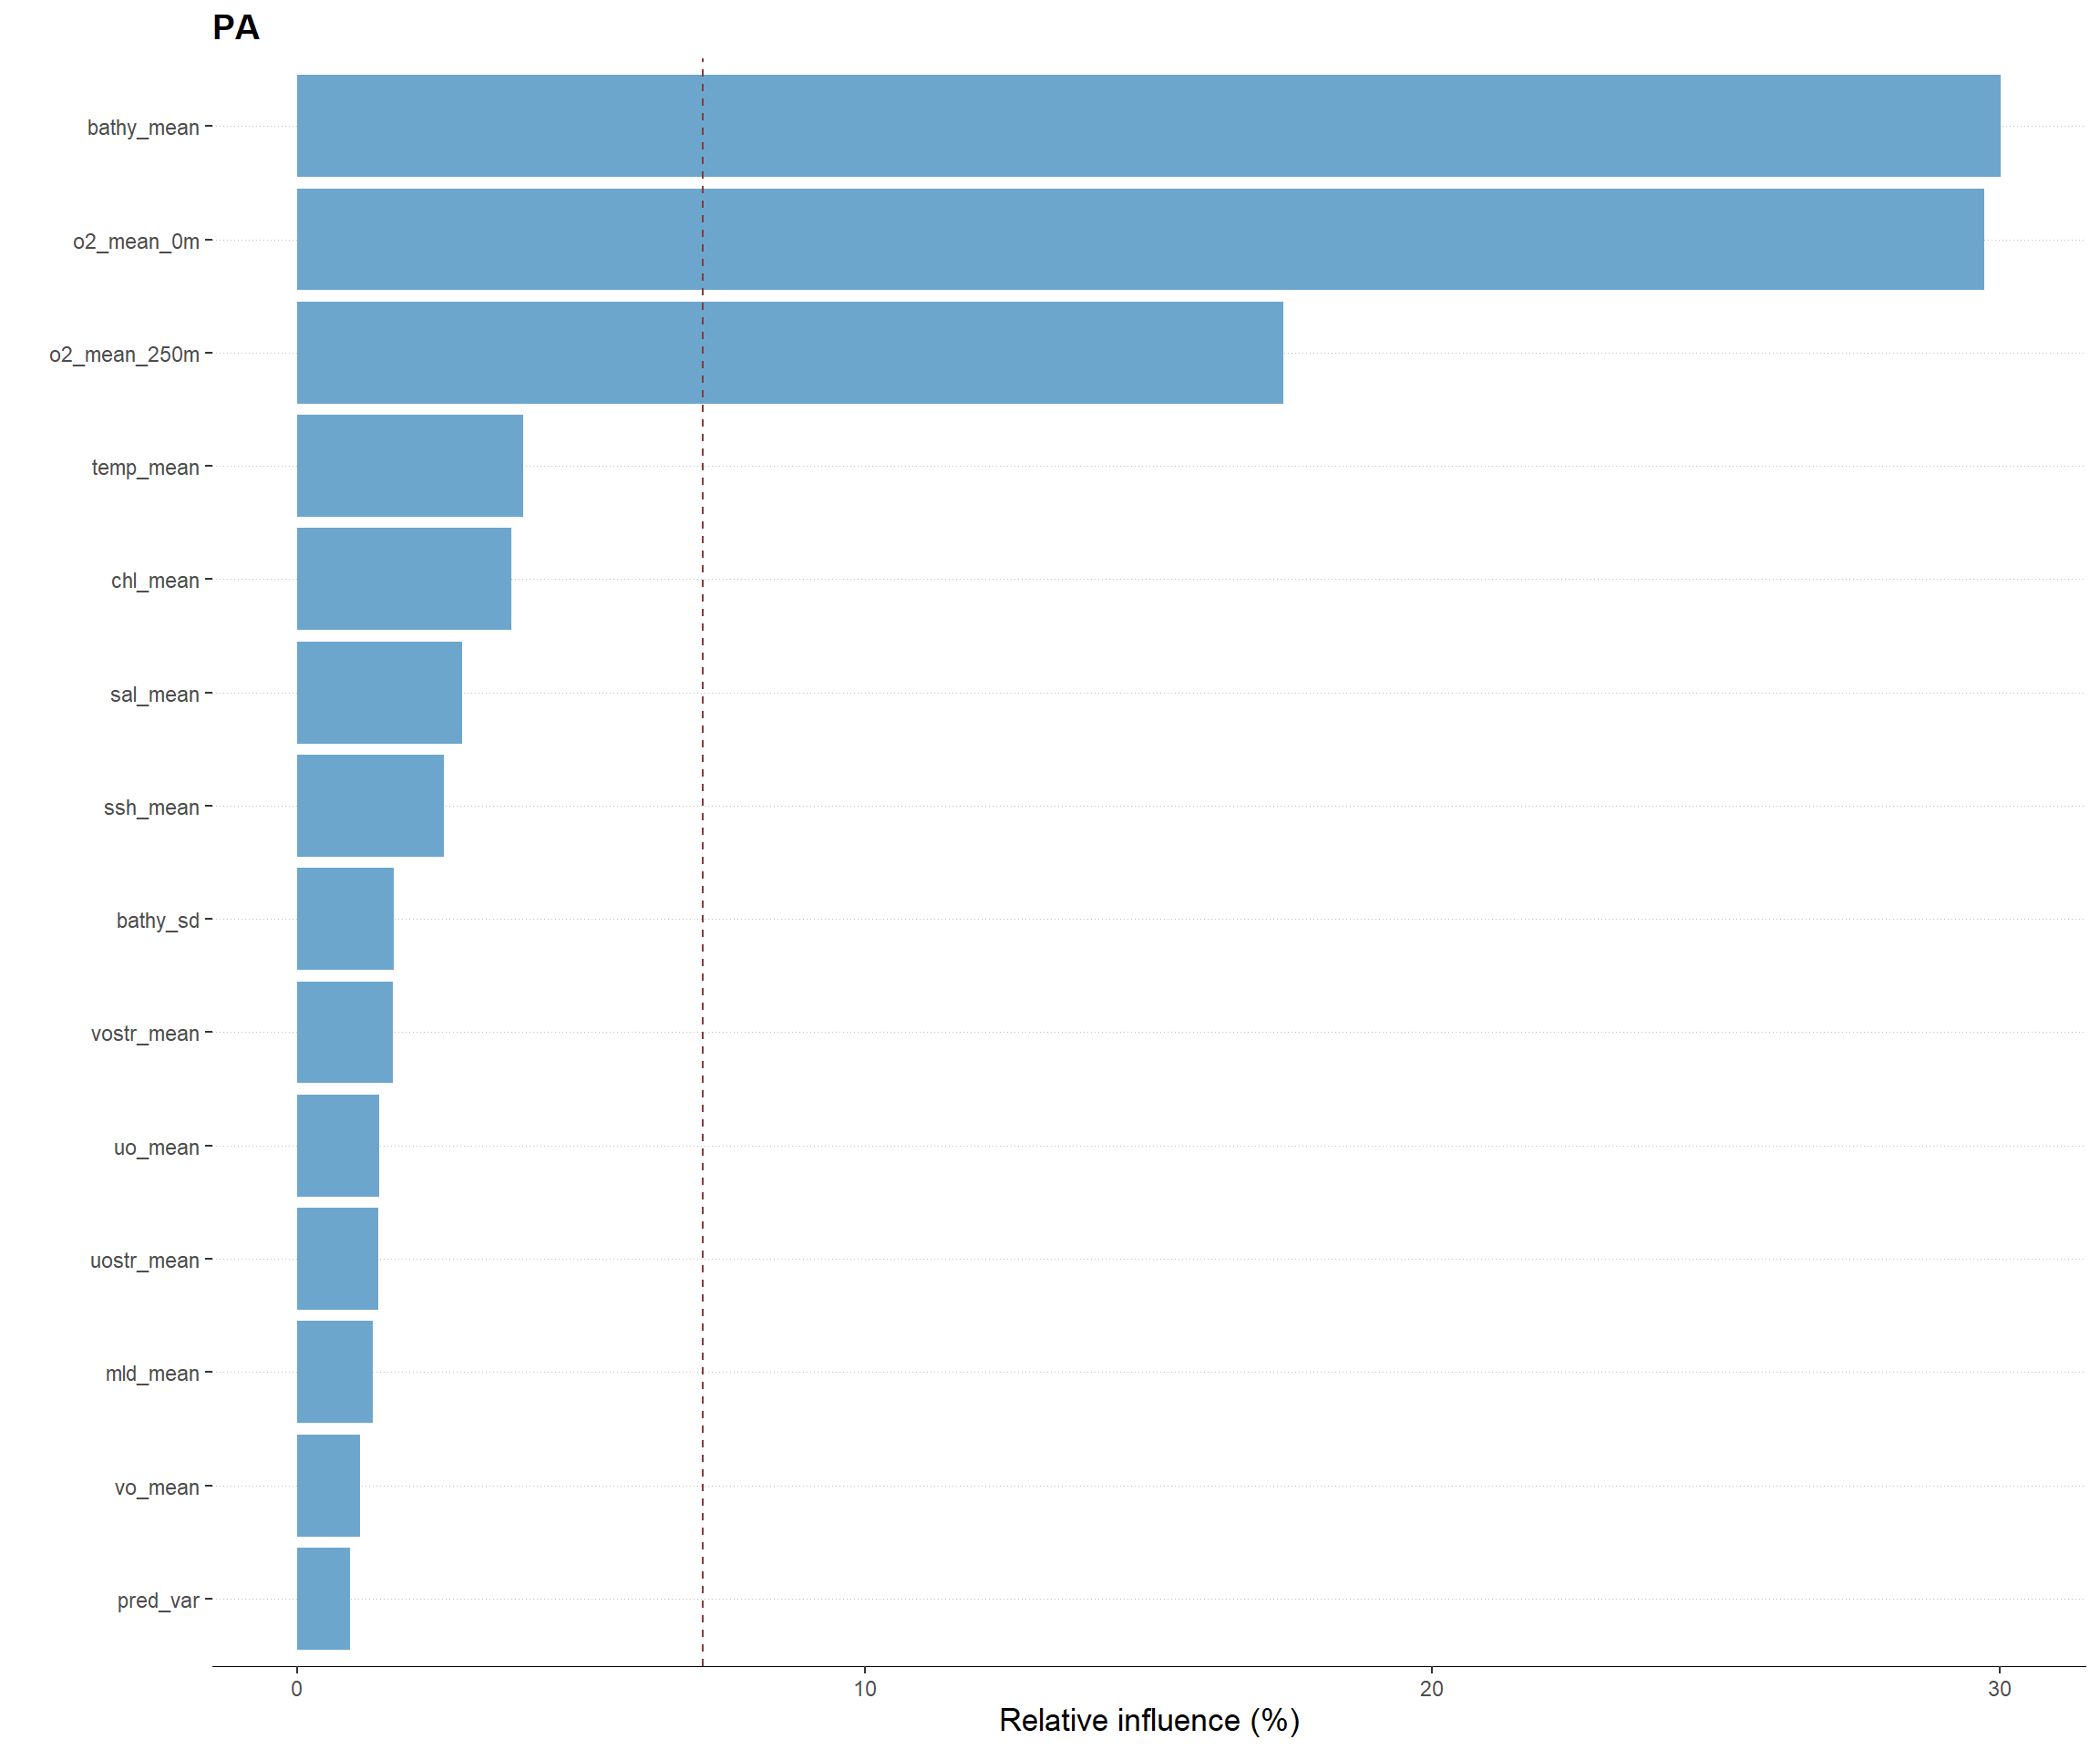 PA
bathy_mean
o2_mean_0m
o2_mean_250m
temp_mean
chl_mean
sal_mean
ssh_mean
bathy_sd
vostr_mean
uo_mean
uostr_mean
mld_mean
vo_mean
pred_var
0 10 20 30
Relative influence (%)